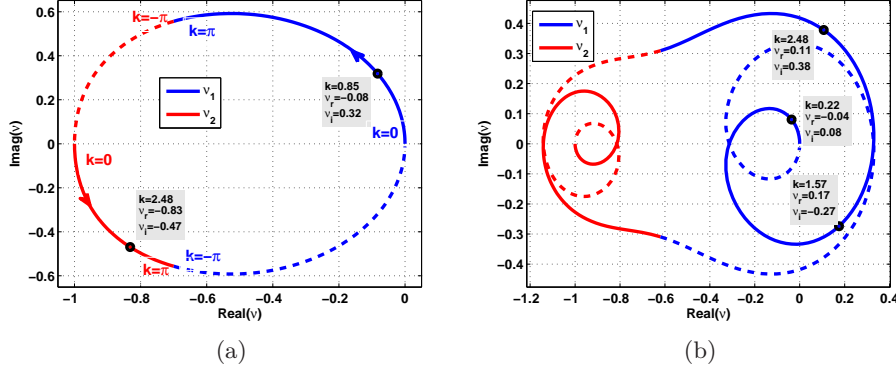 0.6
0.4
0.2
0
−0.2
−0.4
−0.6
−1
−0.8
−0.6
−0.4
−0.2
0
Imag(ν)
Real(ν)
k=−π
k=π
ν1
ν2
k=0.85
νr=−0.08
νi=0.32
k=0
k=0
k=2.48
νr=−0.83
νi=−0.47
k=−π
k=π
(a)
0.4
0.3
0.2
0.1
0
−0.1
−0.2
−0.3
−0.4
−1.2
−1
−0.8
−0.6
−0.4
−0.2
0
0.2
0.4
Imag(ν)
Real(ν)
ν1
ν2
k=2.48
νr=0.11
νi=0.38
k=0.22
νr=−0.04
νi=0.08
k=1.57
νr=0.17
νi=−0.27
(b)